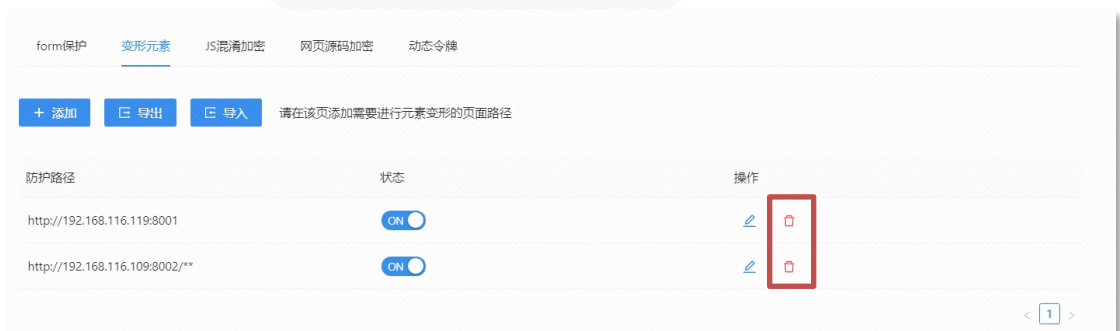 form保护 变形元素 JS混淆加密 网页源码加密 动态令牌
+ 添加 导出 导入 请在该页添加需要进行元素变形的页面路径
防护路径 状态 操作
http://192.168.116.119:8001 ON
http://192.168.116.109:8002/** ON
< 1 >